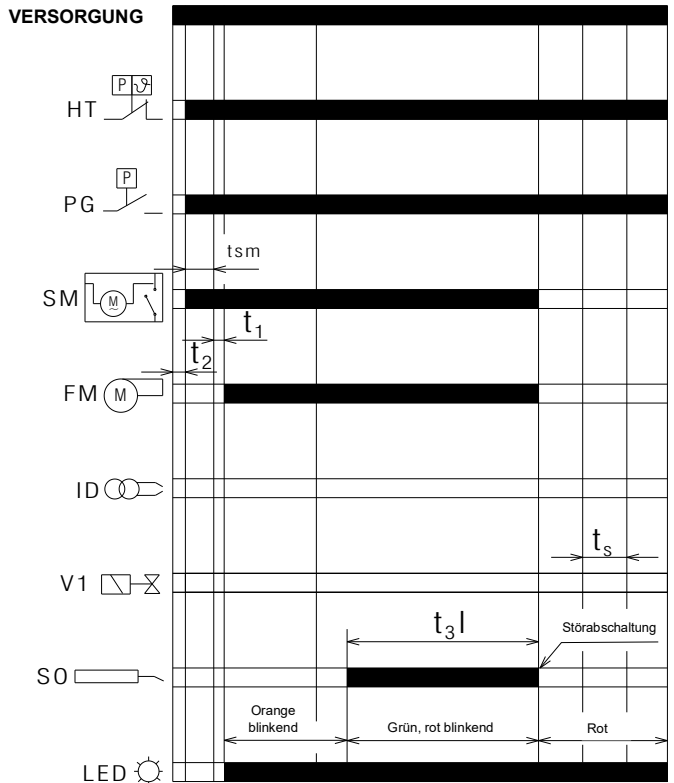 VERSORGUNG
P ϑ
HT
P
PG
tsm
SM M ~
t1
t2
FM M
ID
ts
V1
t3l
Störabschaltung
SO
Orange
blinkend
Grün, rot blinkend
Rot
LED